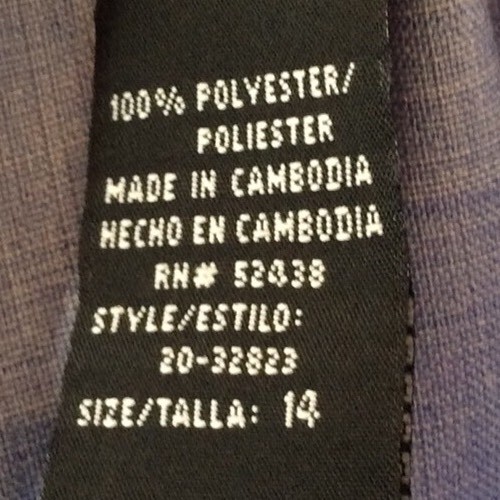 100% POLYESTER/
POLIESTER
MADE IN CAMBODIA
HECHO EN CAMBODIA
RN# 52438
STYLE/ESTILO:
20-32823
SIZE/TALLA: 14